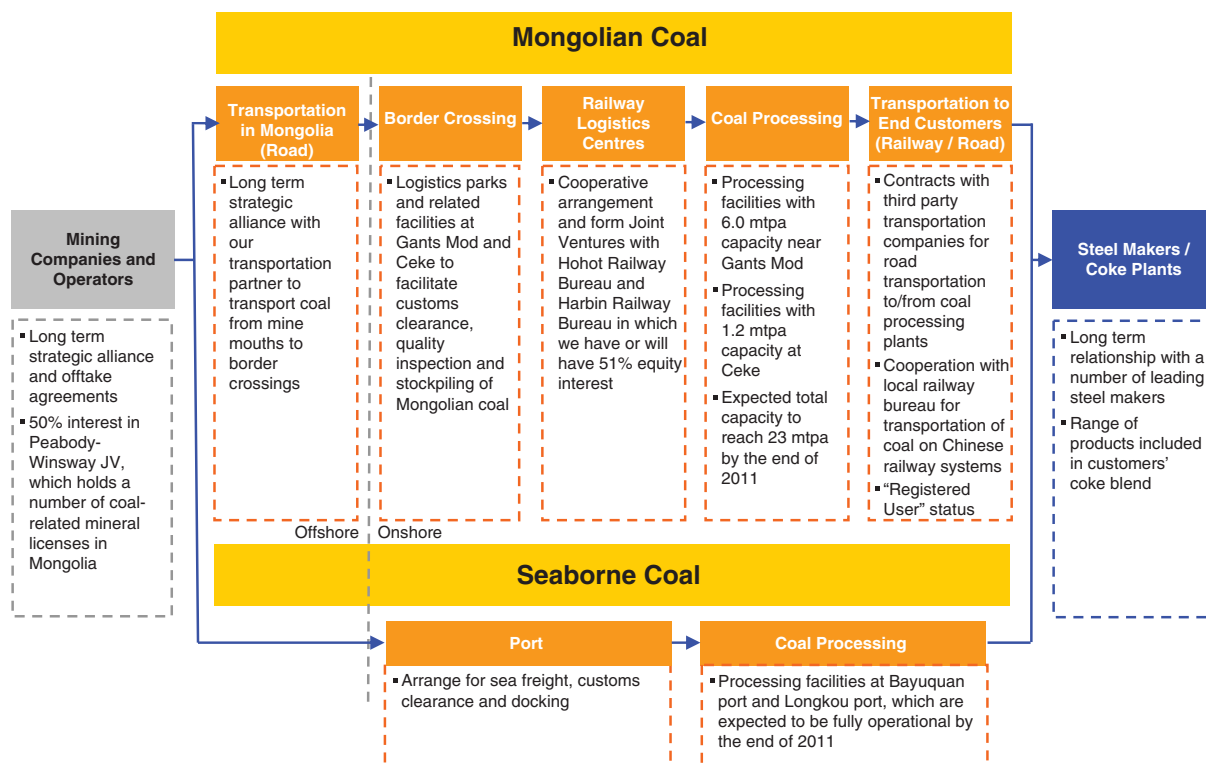 Mongolian Coal
Mining
Companies and
Operators
▪ Long term
strategic alliance
and offtake
agreements
▪ 50% interest in
Peabody-
Winsway JV,
which holds a
number of coal-
related mineral
licenses in
Mongolia
Transportation
in Mongolia
(Road)
▪ Long term
strategic
alliance with
our
transportation
partner to
transport coal
from mine
mouths to
border
crossings
Border Crossing
▪ Logistics parks
and related
facilities at
Gants Mod and
Ceke to
facilitate
customs
clearance,
quality
inspection and
stockpiling of
Mongolian coal
Railway
Logistics
Centres
▪ Cooperative
arrangement
and form Joint
Ventures with
Hohot Railway
Bureau and
Harbin Railway
Bureau in which
we have or will
have 51% equity
interest
Coal Processing
▪ Processing
facilities with
6.0 mtpa
capacity near
Gants Mod
▪ Processing
facilities with
1.2 mtpa
capacity at
Ceke
▪ Expected total
capacity to
reach 23 mtpa
by the end of
2011
Transportation to
End Customers
(Railway / Road)
▪ Contracts with
third party
transportation
companies for
road
transportation
to/from coal
processing
plants
▪ Cooperation with
local railway
bureau for
transportation of
coal on Chinese
railway systems
▪ “Registered
User” status
Steel Makers /
Coke Plants
▪ Long term
relationship with a
number of leading
steel makers
▪ Range of
products included
in customers’
coke blend
Offshore
Onshore
Seaborne Coal
Port
▪ Arrange for sea freight, customs
clearance and docking
Coal Processing
▪ Processing facilities at Bayuquan
port and Longkou port, which are
expected to be fully operational by
the end of 2011